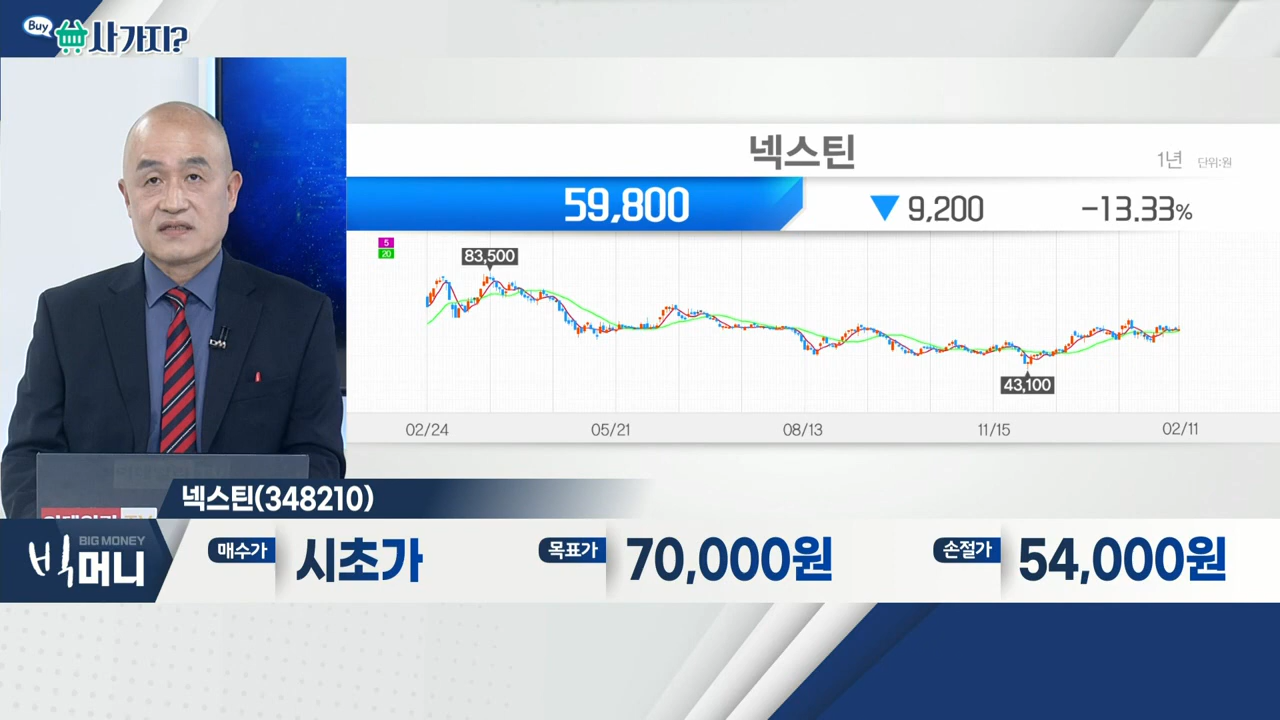 Buy
사가지?
넥스틴
1년 단위:원
59,800 ▼ 9,200 -13.33%
5
20
83,500
43,100
02/24 05/21 08/13 11/15 02/11
넥스틴(348210)
빅머니 BIG MONEY
매수가 시초가 목표가 70,000원 손절가 54,000원